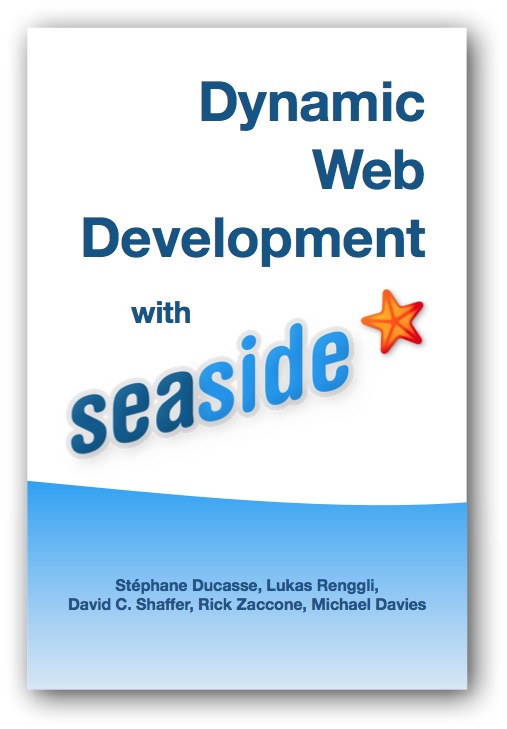 Dynamic
Web
Development
with
seaside
Stéphane Ducasse, Lukas Renggli,
David C. Shaffer, Rick Zaccone, Michael Davies